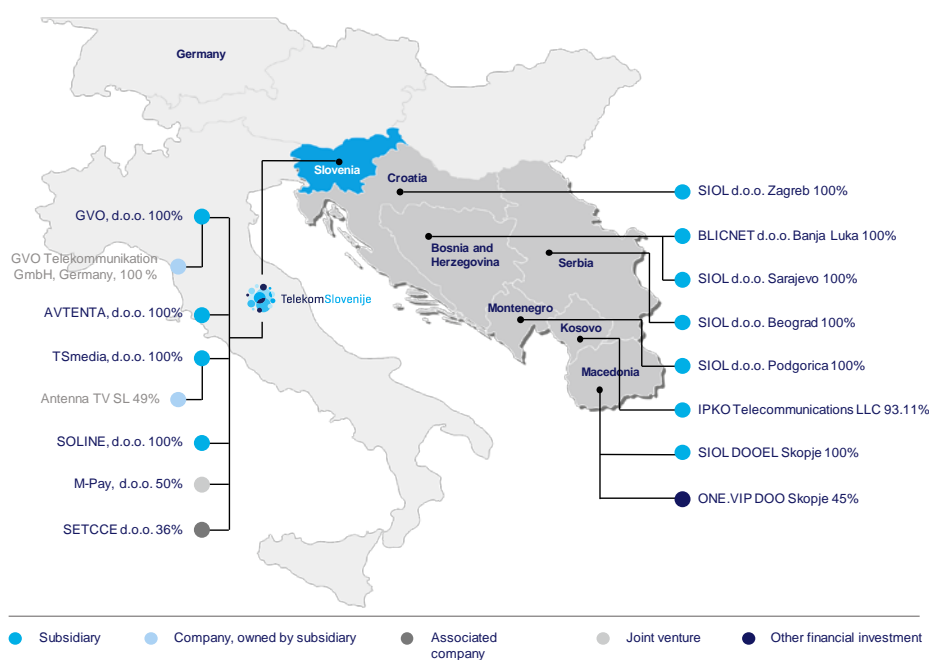 Germany
Slovenia
Croatia
Bosnia and
Herzegovina
Serbia
Montenegro
Kosovo
Macedonia
GVO, d.o.o. 100%
GVO Telekommunikation
GmbH, Germany, 100 %
AVTENTA, d.o.o. 100%
TSmedia, d.o.o. 100%
Antenna TV SL 49%
SOLINE, d.o.o. 100%
M-Pay, d.o.o. 50%
SETCCE d.o.o. 36%
TelekomSlovenije
SIOL d.o.o. Zagreb 100%
BLICNET d.o.o. Banja Luka 100%
SIOL d.o.o. Sarajevo 100%
SIOL d.o.o. Beograd 100%
SIOL d.o.o. Podgorica 100%
IPKO Telecommunications LLC 93.11%
SIOL DOOEL Skopje 100%
ONE.VIP DOO Skopje 45%
Subsidiary
Company, owned by subsidiary
Associated
company
Joint venture
Other financial investment